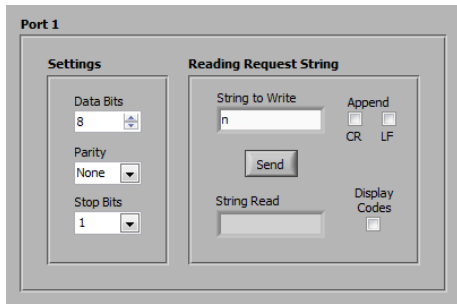 Port 1
Settings
Data Bits
8
Parity
None
Stop Bits
1
Reading Request String
String to Write
n
Append
CR LF
Send
String Read
Display
Codes